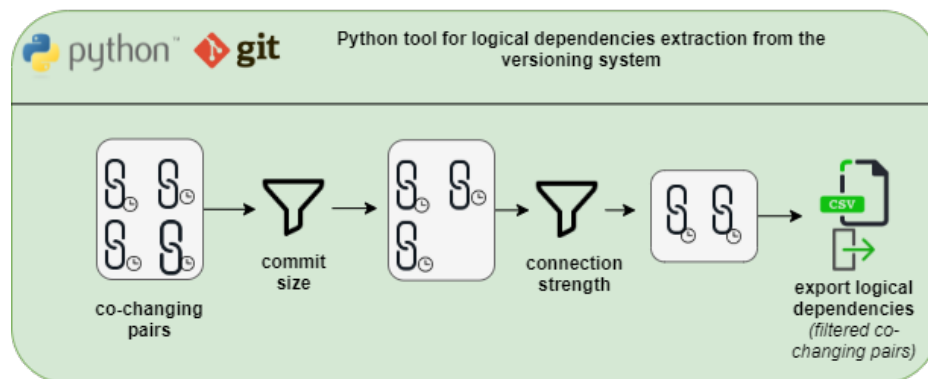 python™ git
Python tool for logical dependencies extraction from the
versioning system
co-changing
pairs
commit
size
connection
strength
CSV
export logical
dependencies
(filtered co-
changing pairs)